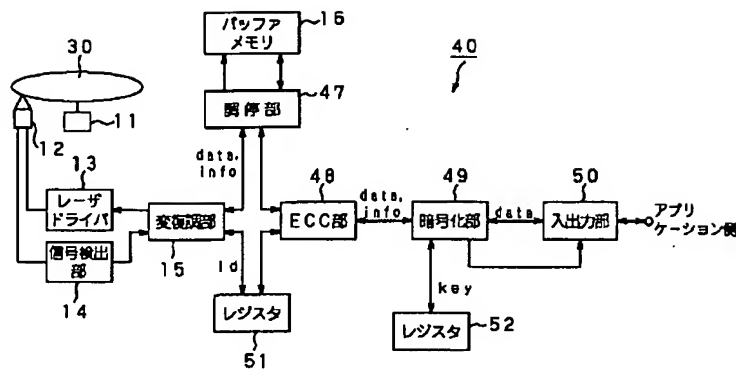 バッファ
メモリ
16
40
30
調停部
47
11
12
13
data,
info
48
data,
info
49
50
レーザ
ドライバ
変復調部
ECC部
暗号化部
data
入出力部
アプリ
ケーション側
信号検出
部
15
Id
14
key
レジスタ
51
レジスタ
52